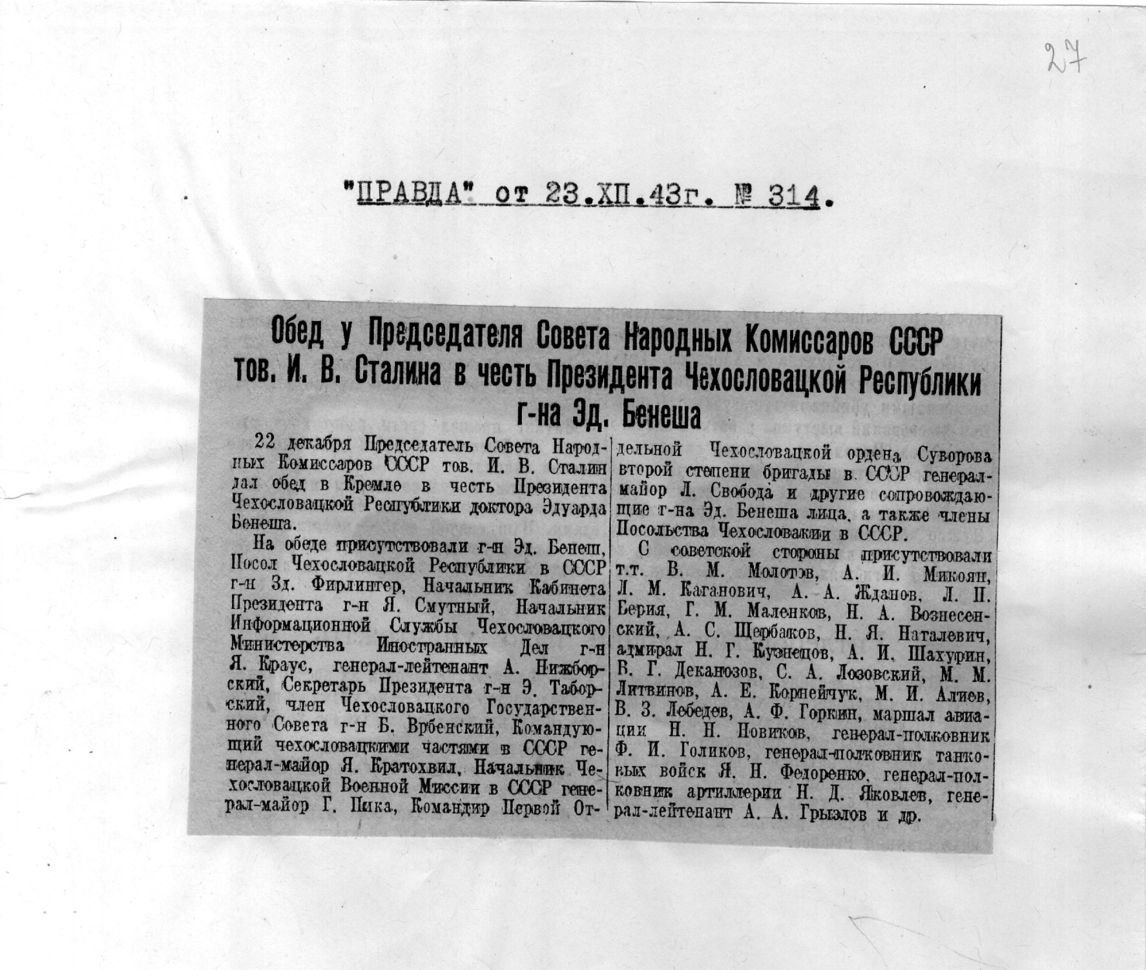 27
"ПРАВДА" от 23.ХП.43г. № 314.
Обед у Председателя Совета Народных Комиссаров СССР
тов. И. В. Сталина в честь Президента Чехословацкой Республики
г-на Эд. Бенеша
22 декабря Председатель Совета Народ-
ных Комиссаров СССР тов. И. В. Сталин
дал обед в Кремле в честь Президента
Чехословацкой Республики доктора Эдуарда
Бенеша.
На обеде присутствовали г-н Эд. Бенеш,
Посол Чехословацкой Республики в СССР
г-н Зд. Фирлингер, Начальник Кабинета
Президента г-н Я. Смутный, Начальник
Информационной Службы Чехословацкого
Министерства Иностранных Дел г-н
Я. Краус, генерал-лейтенант А. Нижбор-
ский, Секретарь Президента г-н Э. Табор-
ский, член Чехословацкого Государствен-
ного Совета г-н Б. Врбенский, Командую-
щий чехословацкими частями в СССР ге-
нерал-майор Я. Кратохвил, Начальник Че-
хословацкой Военной Миссии в СССР гене-
рал-майор Г. Пика, Командир Первой От-
дельной Чехословацкой ордена Суворова
второй степени бригады в СССР генерал-
майор Л. Свобода и другие сопровождаю-
щие г-на Эд. Бенеша лица, а также члены
Посольства Чехословакии в СССР.
С советской стороны присутствовали
т.т. В. М. Молотов, А. И. Микоян,
Л. М. Каганович, А. А. Жданов, Л. П.
Берия, Г. М. Маленков, Н. А. Вознесен-
ский, А. С. Щербаков, Н. Я. Наталевич,
адмирал Н. Г. Кузнецов, А. И. Шахурин,
В. Г. Деканозов, С. А. Лозовский, М. М.
Литвинов, А. Е. Корнейчук, М. И. Алиев,
В. З. Лебедев, А. Ф. Горкин, маршал авиа-
ции Н. Н. Новиков, генерал-полковник
Ф. И. Голиков, генерал-полковник танко-
вых войск Я. Н. Федоренко, генерал-пол-
ковник артиллерии Н. Д. Яковлев, гене-
рал-лейтенант А. А. Грызлов и др.